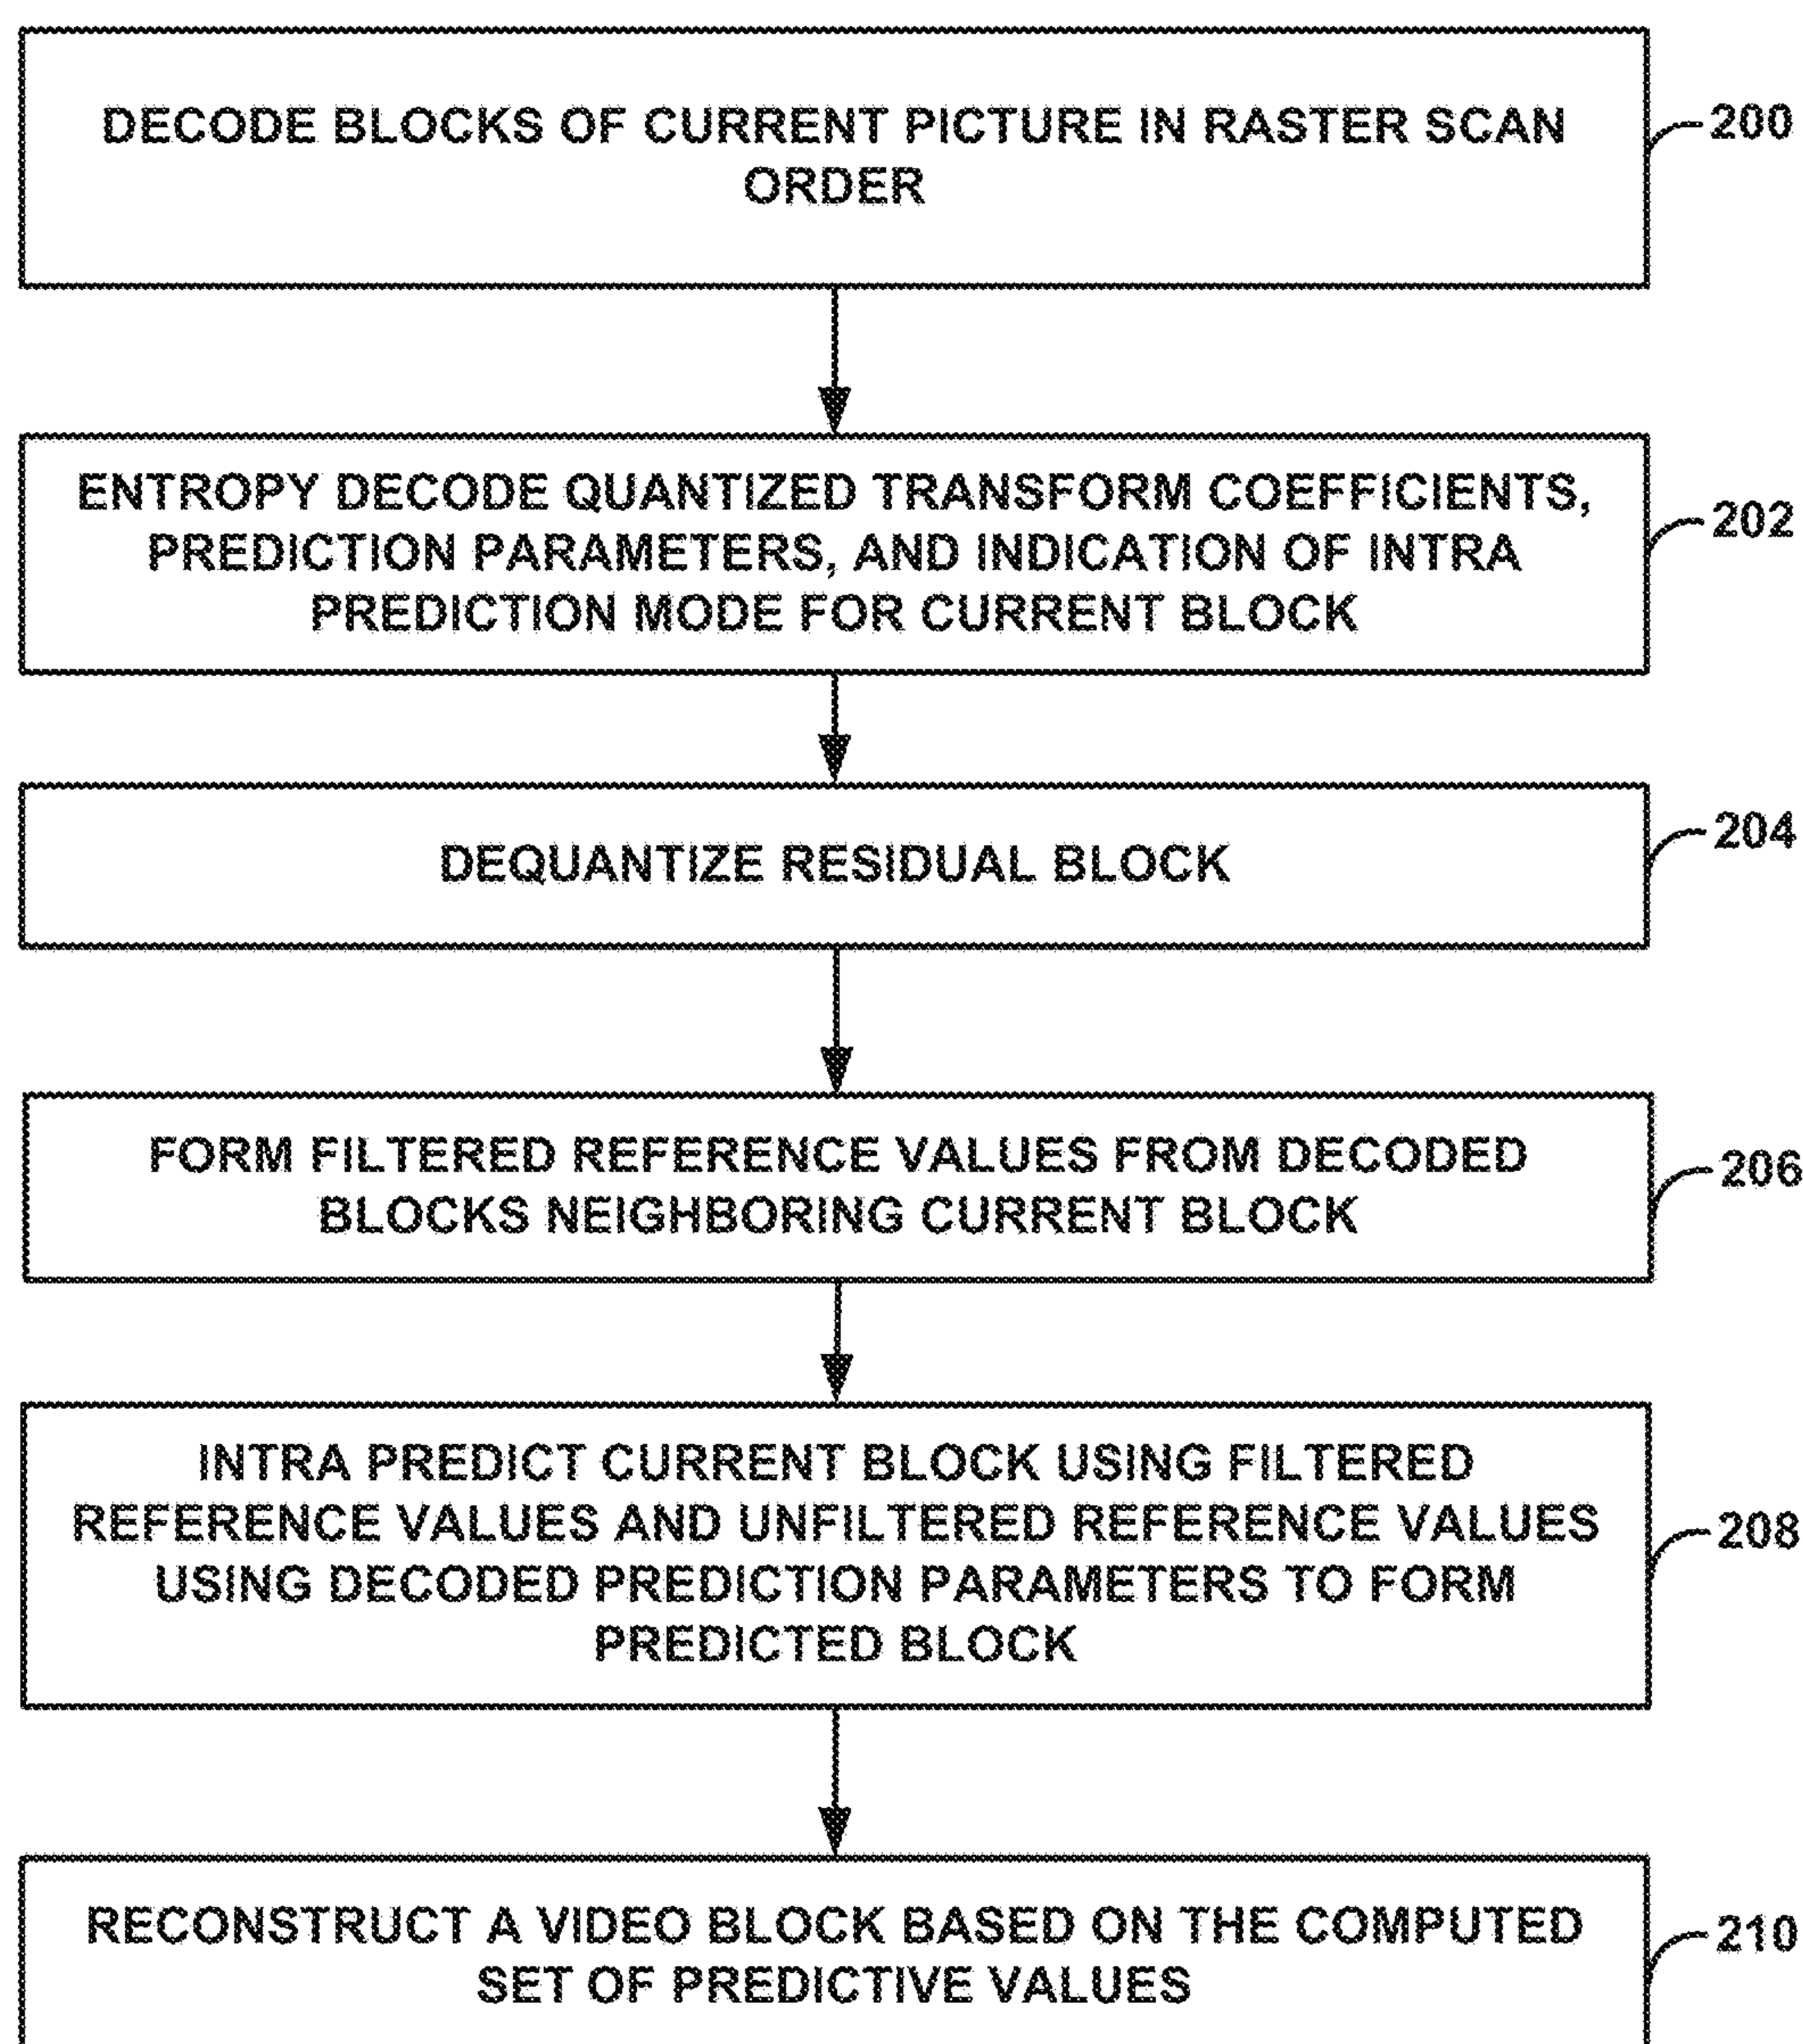 DECODE BLOCKS OF CURRENT PICTURE IN RASTER SCAN
ORDER
200
ENTROPY DECODE QUANTIZED TRANSFORM COEFFICIENTS,
PREDICTION PARAMETERS, AND INDICATION OF INTRA
PREDICTION MODE FOR CURRENT BLOCK
202
DEQUANTIZE RESIDUAL BLOCK
204
FORM FILTERED REFERENCE VALUES FROM DECODED
BLOCKS NEIGHBORING CURRENT BLOCK
206
INTRA PREDICT CURRENT BLOCK USING FILTERED
REFERENCE VALUES AND UNFILTERED REFERENCE VALUES
USING DECODED PREDICTION PARAMETERS TO FORM
PREDICTED BLOCK
208
RECONSTRUCT A VIDEO BLOCK BASED ON THE COMPUTED
SET OF PREDICTIVE VALUES
210